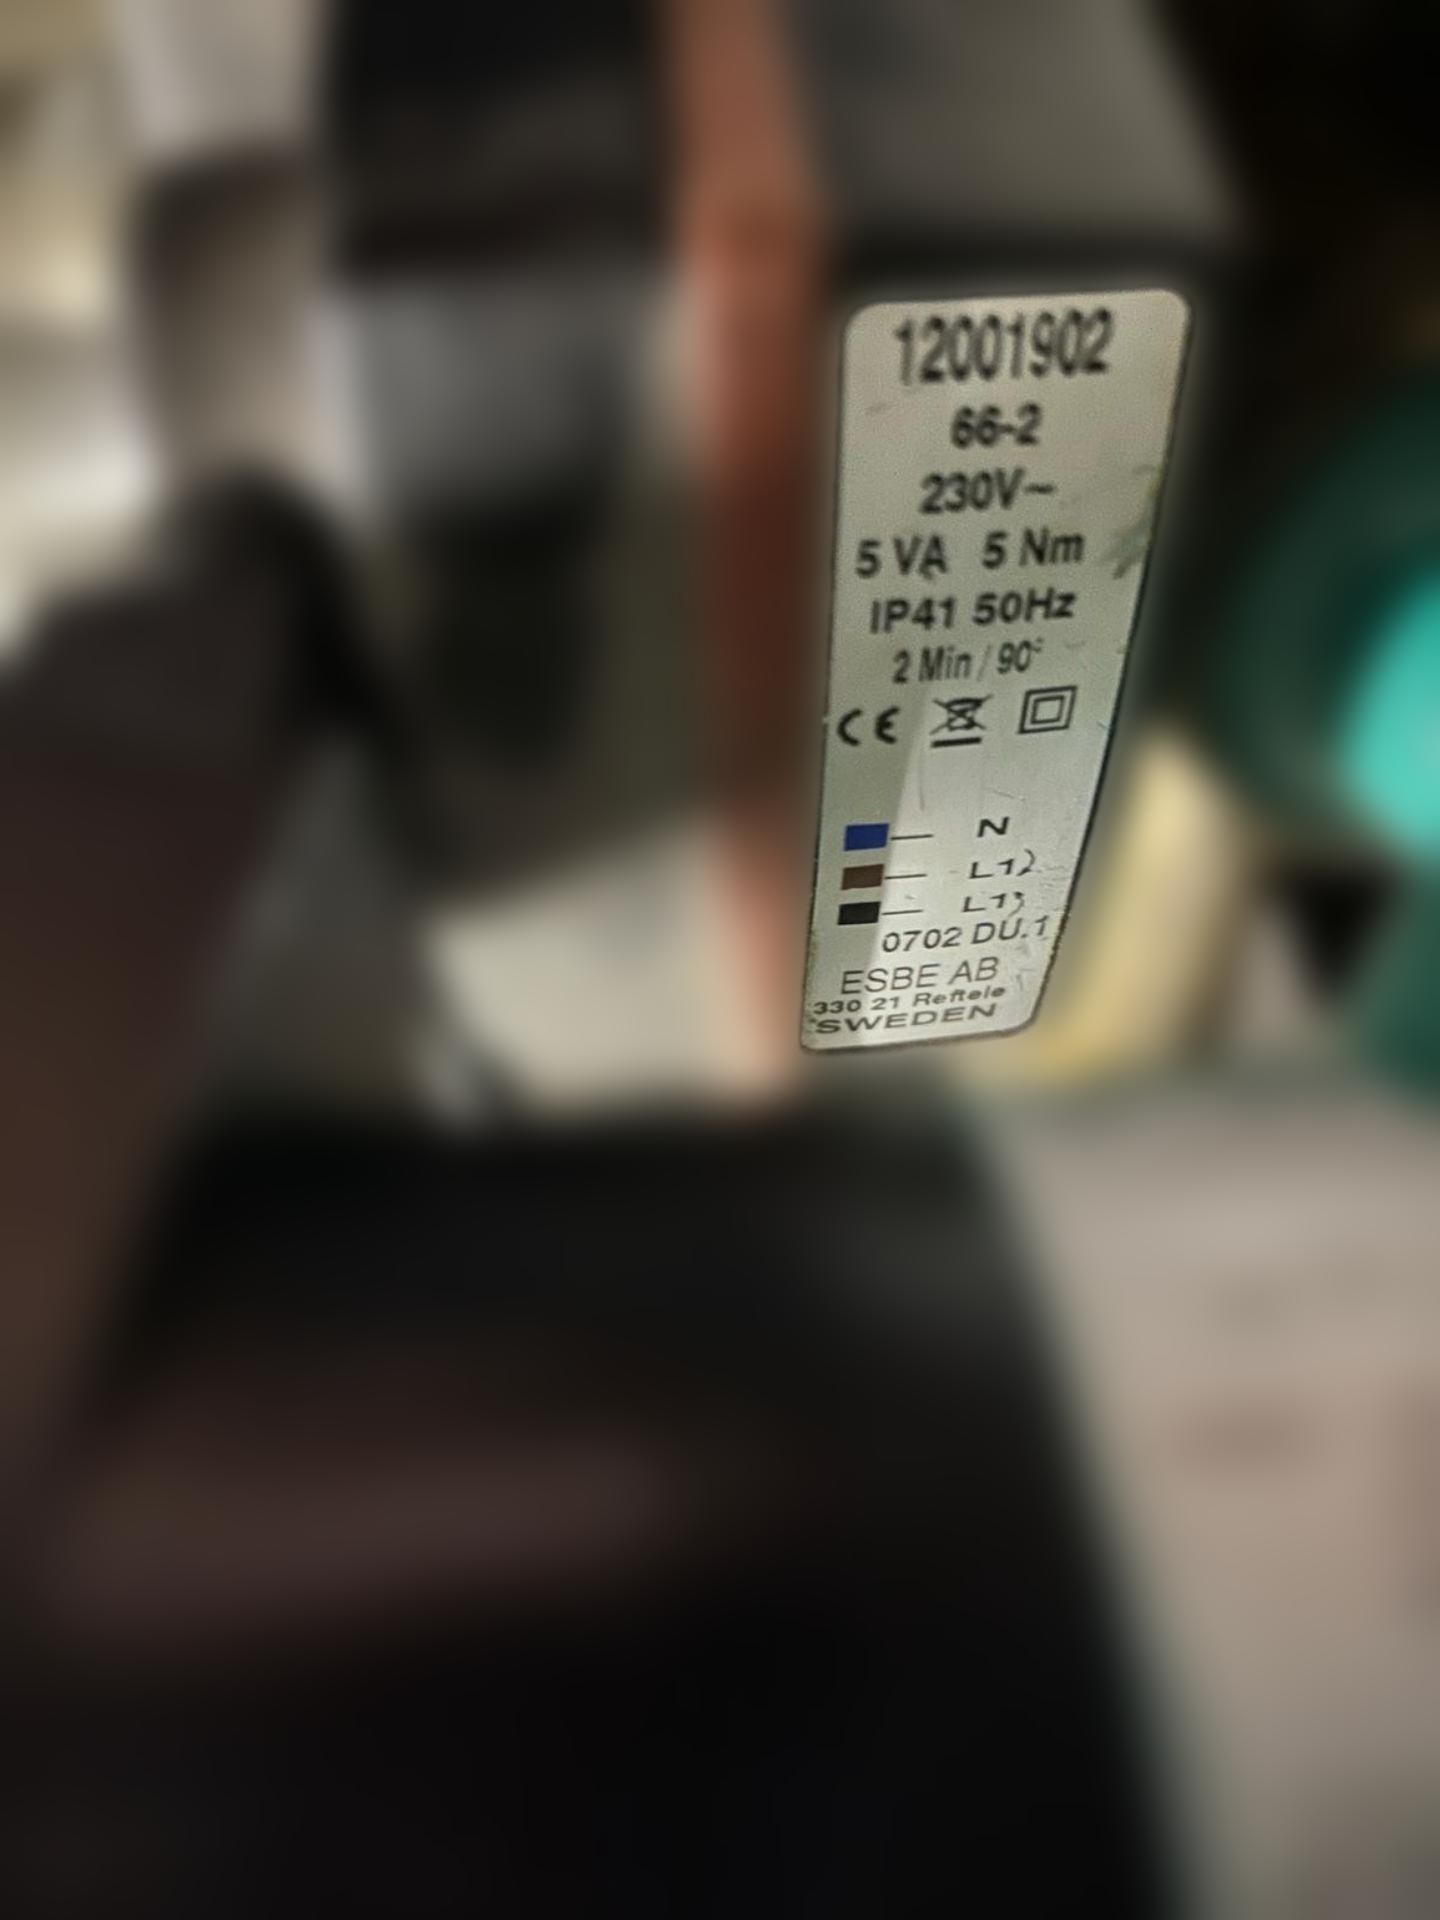 12001902
66-2
230V~
5 VA 5 Nm
IP41 50Hz
2 Min / 90°
CE
N
0702 DU.1
ESBE AB
330 21 Reftele
SWEDEN